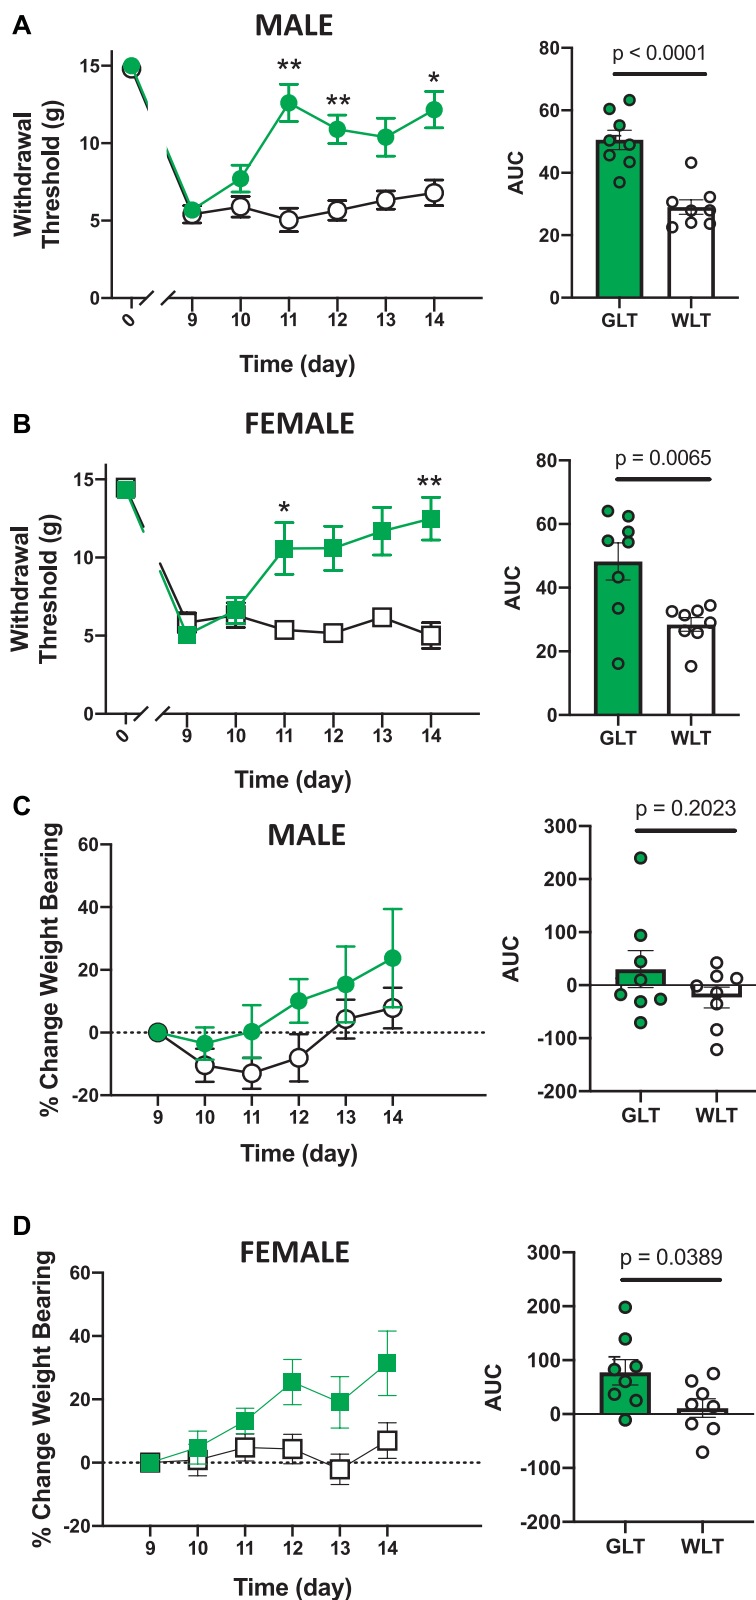 A
MALE
Withdrawal
Threshold (g)
15
10
5
0
**
**
*
0
9
10
11
12
13
14
Time (day)
AUC
80
60
40
20
0
p < 0.0001
GLT
WLT
B
FEMALE
Withdrawal
Threshold (g)
15
10
5
0
*
**
0
9
10
11
12
13
14
Time (day)
AUC
80
60
40
20
0
p = 0.0065
GLT
WLT
C
MALE
% Change Weight Bearing
60
40
20
0
-20
9
10
11
12
13
14
Time (day)
AUC
300
200
100
0
-100
-200
p = 0.2023
GLT
WLT
D
FEMALE
% Change Weight Bearing
60
40
20
0
-20
9
10
11
12
13
14
Time (day)
AUC
300
200
100
0
-100
-200
p = 0.0389
GLT
WLT